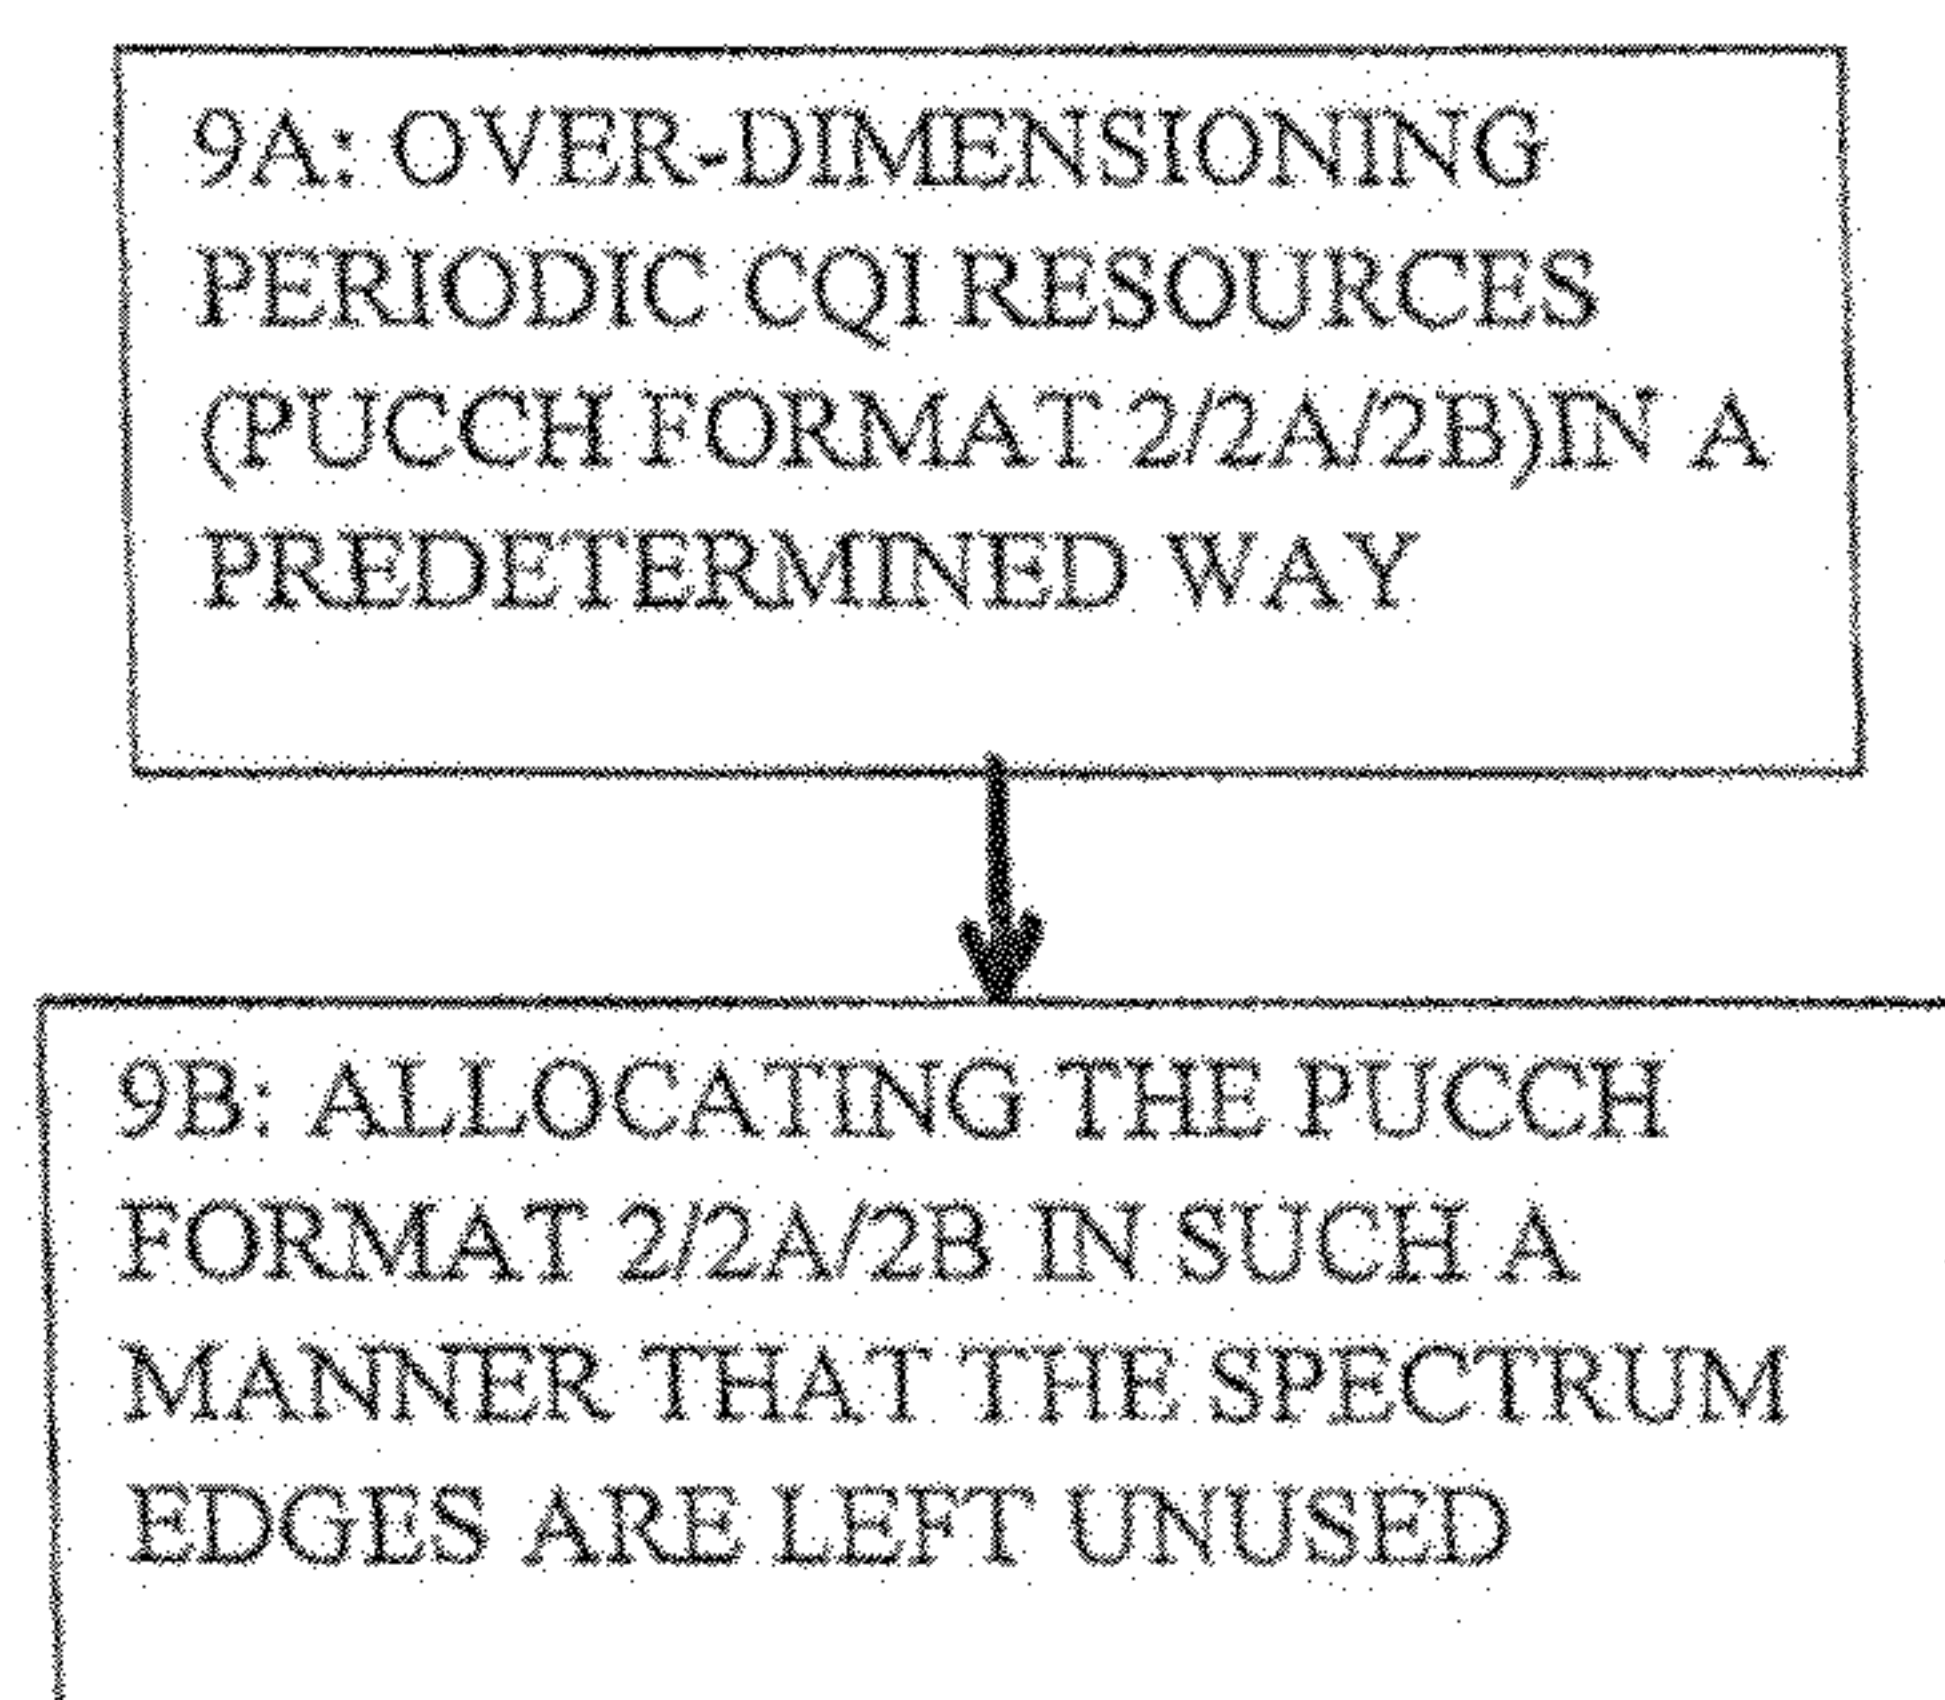 9A: OVER-DIMENSIONING
PERIODIC CQI RESOURCES
(PUCCH FORMAT 2/2A/2B)IN A
PREDETERMINED WAY
9B: ALLOCATING THE PUCCH
FORMAT 2/2A/2B IN SUCH A
MANNER THAT THE SPECTRUM
EDGES ARE LEFT UNUSED